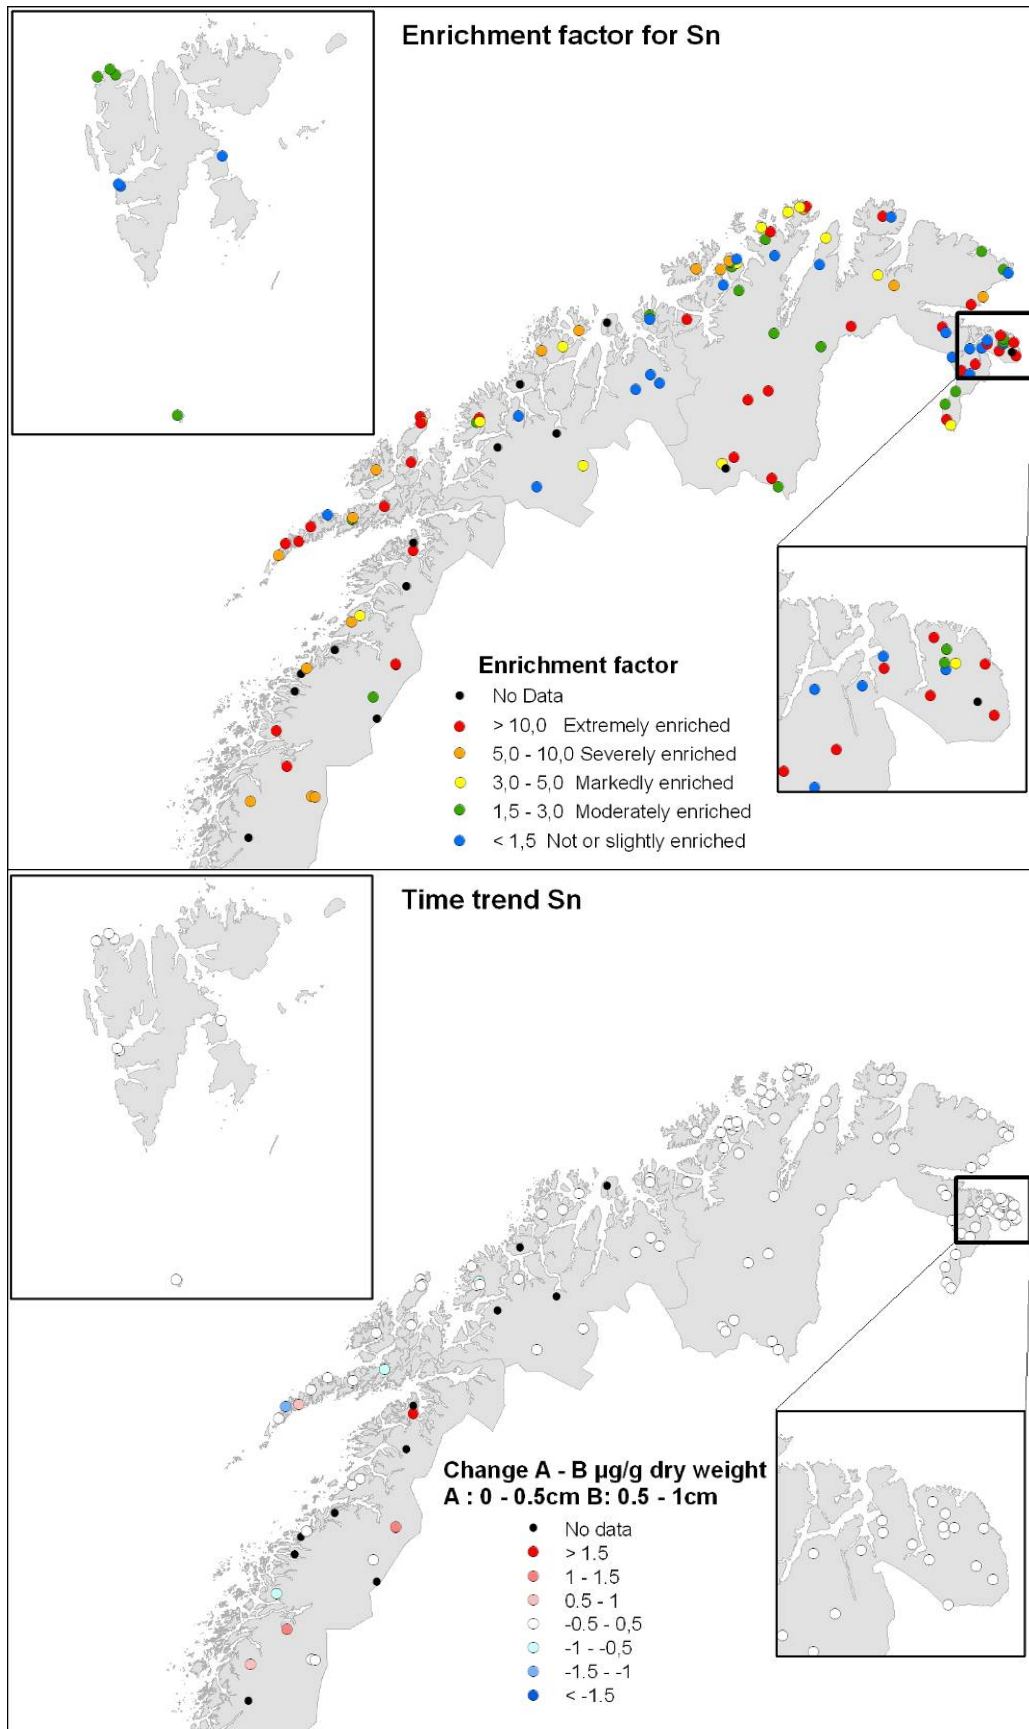 Enrichment factor for Sn
Enrichment factor
No Data
> 10,0 Extremely enriched
5,0 - 10,0 Severely enriched
3,0 - 5,0 Markedly enriched
1,5 - 3,0 Moderately enriched
< 1,5 Not or slightly enriched
Time trend Sn
Change A - B µg/g dry weight
A : 0 - 0.5cm B: 0.5 - 1cm
No data
> 1.5
1 - 1.5
0.5 - 1
-0.5 - 0,5
-1 - -0,5
-1.5 - -1
< -1.5